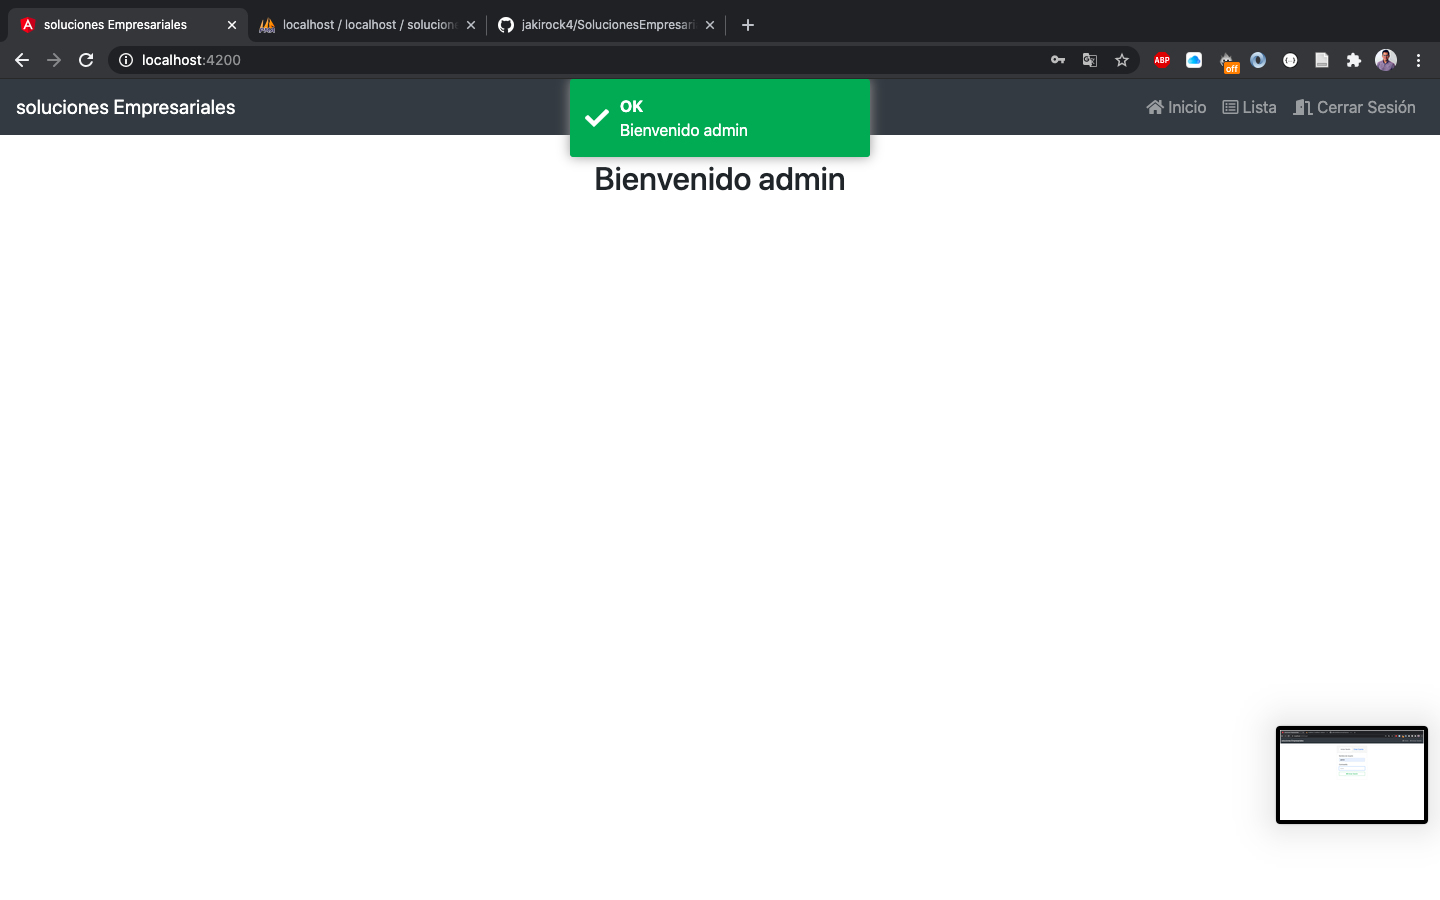 soluciones Empresariales
localhost / localhost / solucione
jakirock4/SolucionesEmpresari
localhost:4200
ABP
off
soluciones Empresariales
OK
Bienvenido admin
Inicio
Lista
Cerrar Sesión
Bienvenido admin